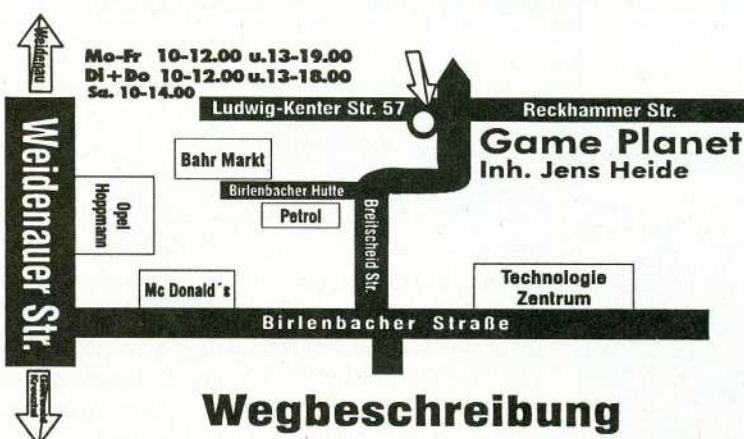 Weidenau
Mo-Fr 10-12.00 u.13-19.00
Di+Do 10-12.00 u.13-18.00
Sa. 10-14.00
Ludwig-Kenter Str. 57
Reckhammer Str.
Game Planet
Inh. Jens Heide
Weidenauer Str.
Bahr Markt
Opel
Hoppmann
Birlenbacher Hutte
Petrol
Breitscheid Str.
Mc Donald´s
Technologie
Zentrum
Birlenbacher Straße
Kreuztal
Wegbeschreibung